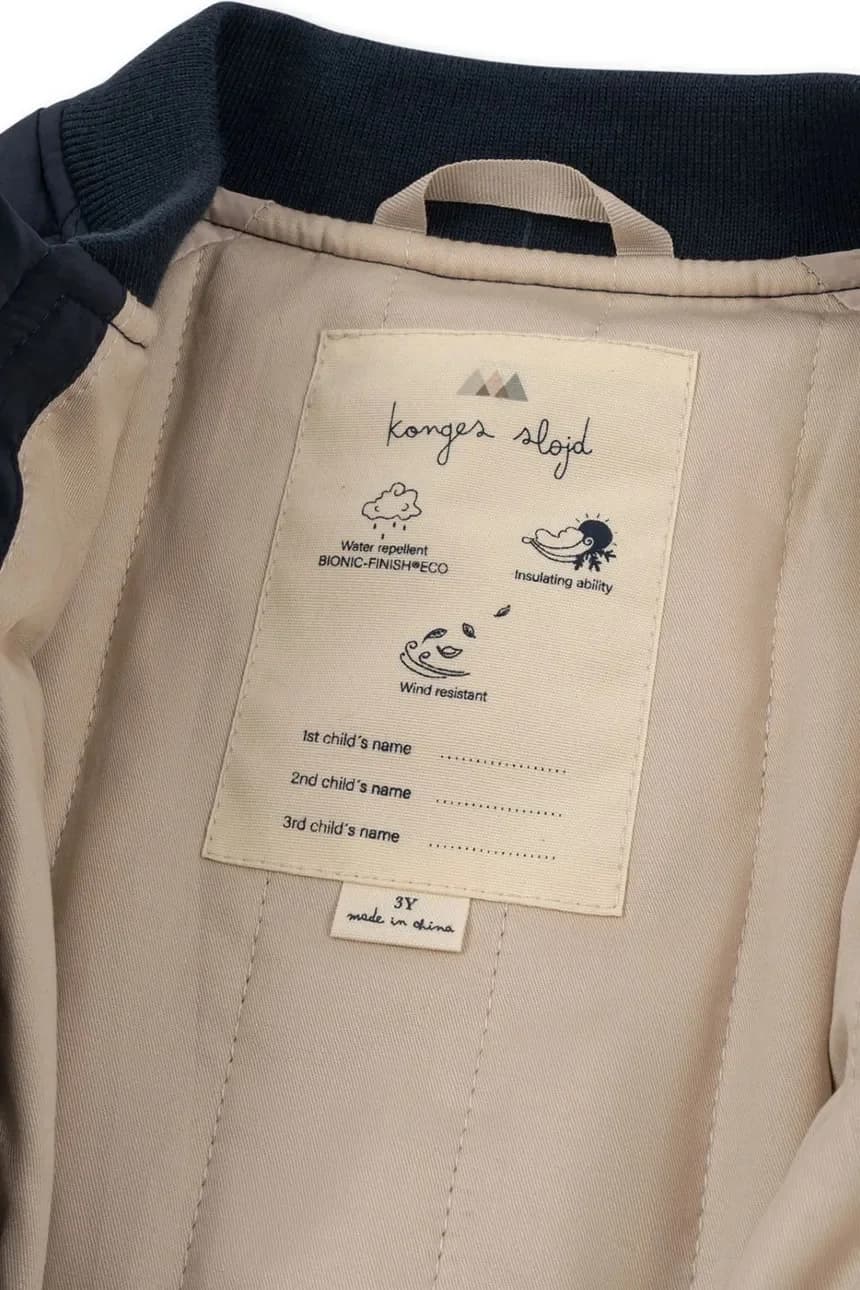 konges sløjd
Water repellent
BIONIC-FINISH®ECO
Insulating ability
Wind resistant
1st child's name ....................
2nd child's name ....................
3rd child's name ....................
3Y
made in china